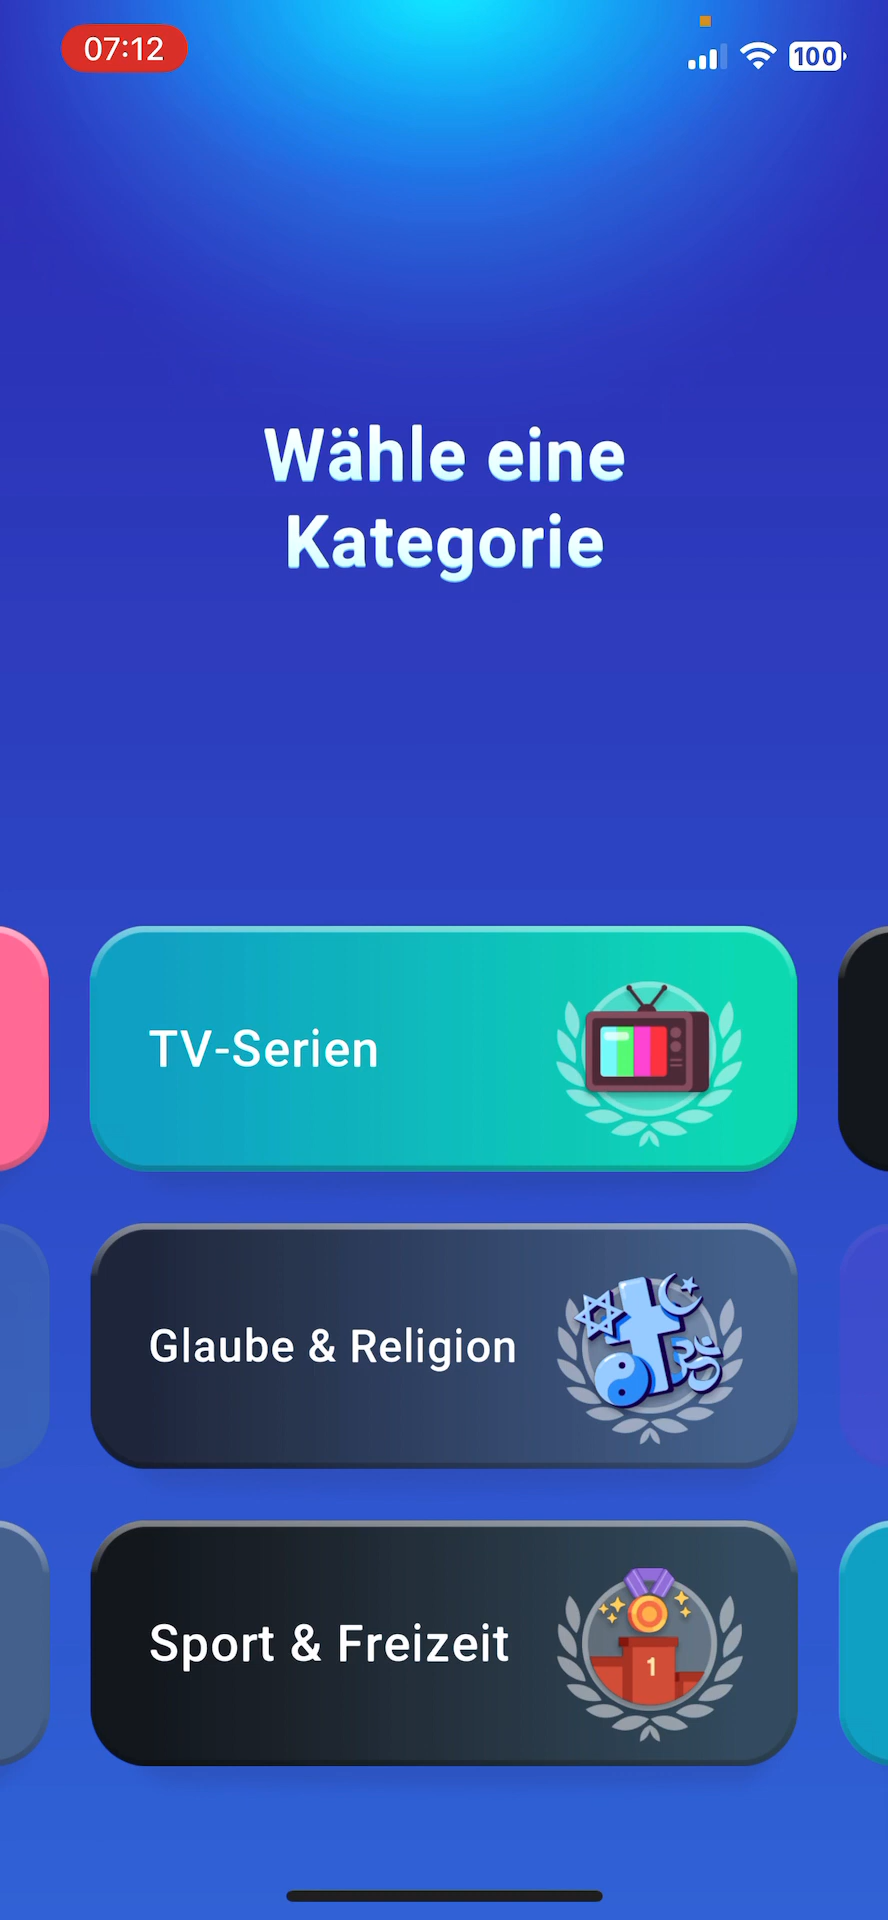 07:12
100
Wähle eine
Kategorie
TV-Serien
Glaube & Religion
Sport & Freizeit
1